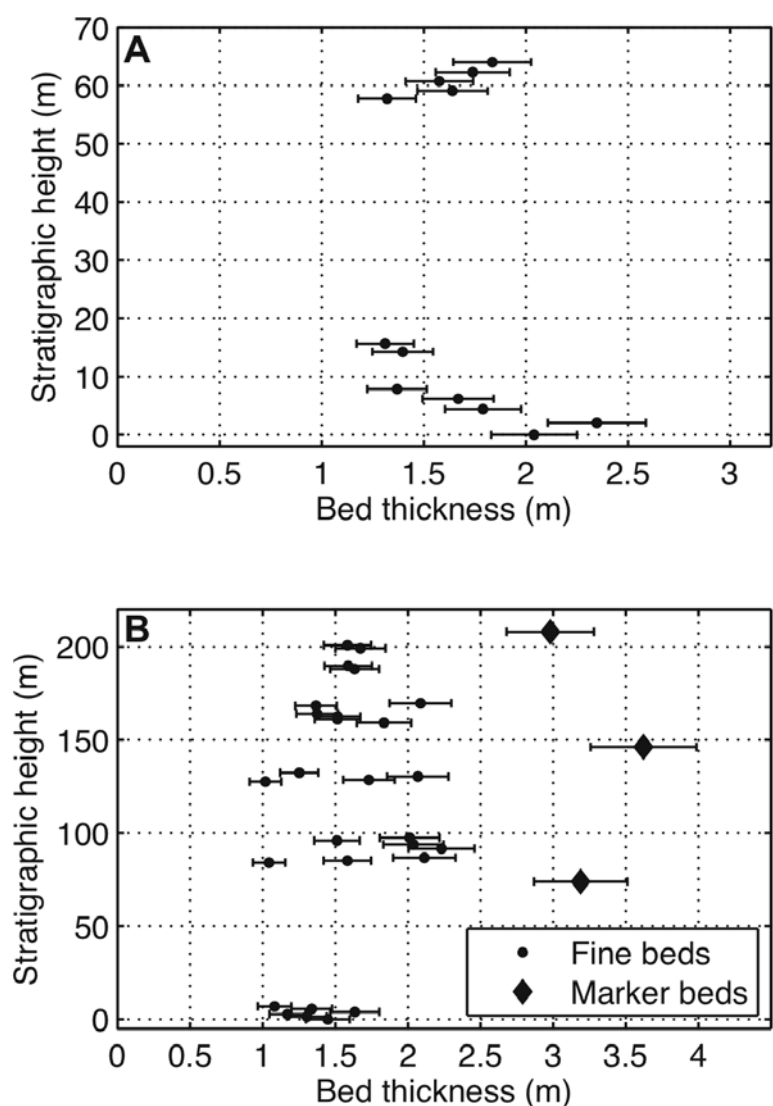 A
70
60
50
40
30
20
10
0
Stratigraphic height (m)
0 0.5 1 1.5 2 2.5 3
Bed thickness (m)
B
200
150
100
50
0
Stratigraphic height (m)
Fine beds
Marker beds
0 0.5 1 1.5 2 2.5 3 3.5 4
Bed thickness (m)